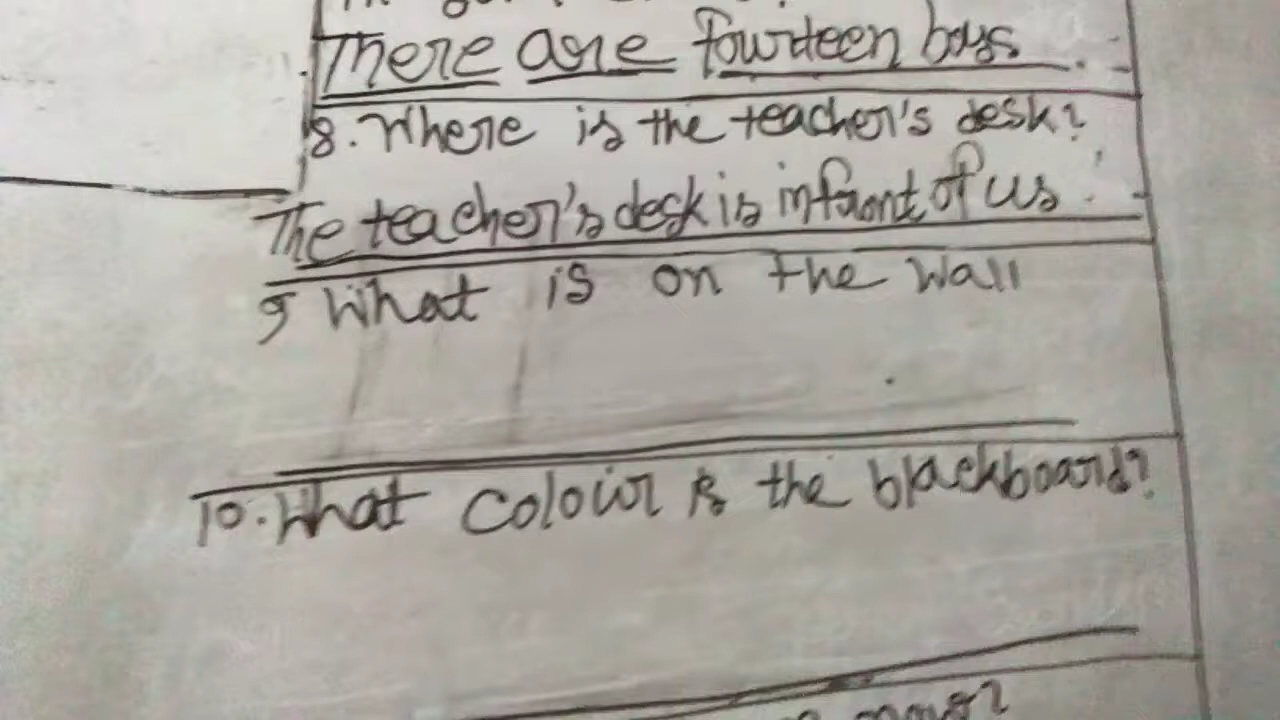 There are fourteen boys.
8. Where is the teacher's desk?
The teacher's desk is infront of us.
9 What is on the wall
10. What colour is the blackboard?